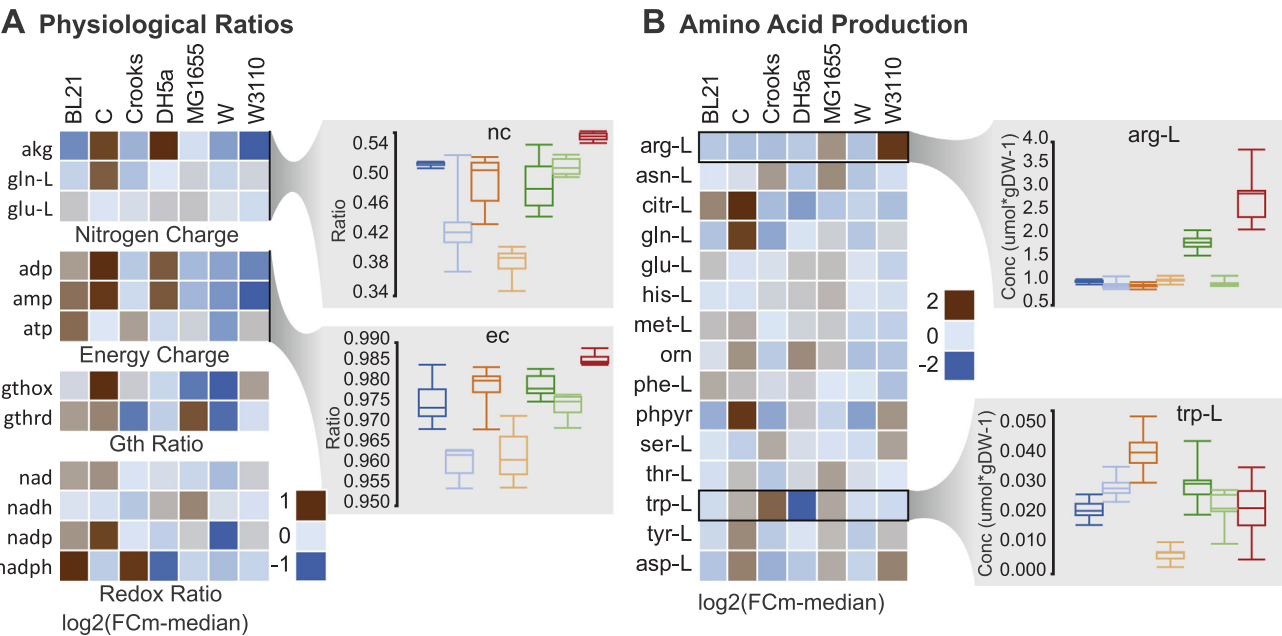 A Physiological Ratios
BL21
C
Crooks
DH5a
MG1655
W
W3110
akg
gln-L
glu-L
Nitrogen Charge
adp
amp
atp
Energy Charge
gthox
gthrd
Gth Ratio
nad
nadh
nadp
nadph
Redox Ratio
log2(FCm-median)
1
0
-1
nc
Ratio
0.54
0.50
0.46
0.42
0.38
0.34
ec
Ratio
0.990
0.985
0.980
0.975
0.970
0.965
0.960
0.955
0.950
B Amino Acid Production
BL21
C
Crooks
DH5a
MG1655
W
W3110
arg-L
asn-L
citr-L
gln-L
glu-L
his-L
met-L
orn
phe-L
phpyr
ser-L
thr-L
trp-L
tyr-L
asp-L
log2(FCm-median)
2
0
-2
arg-L
Conc (umol*gDW-1)
4.0
3.5
3.0
2.5
2.0
1.5
1.0
0.5
trp-L
Conc (umol*gDW-1)
0.050
0.040
0.030
0.020
0.010
0.000